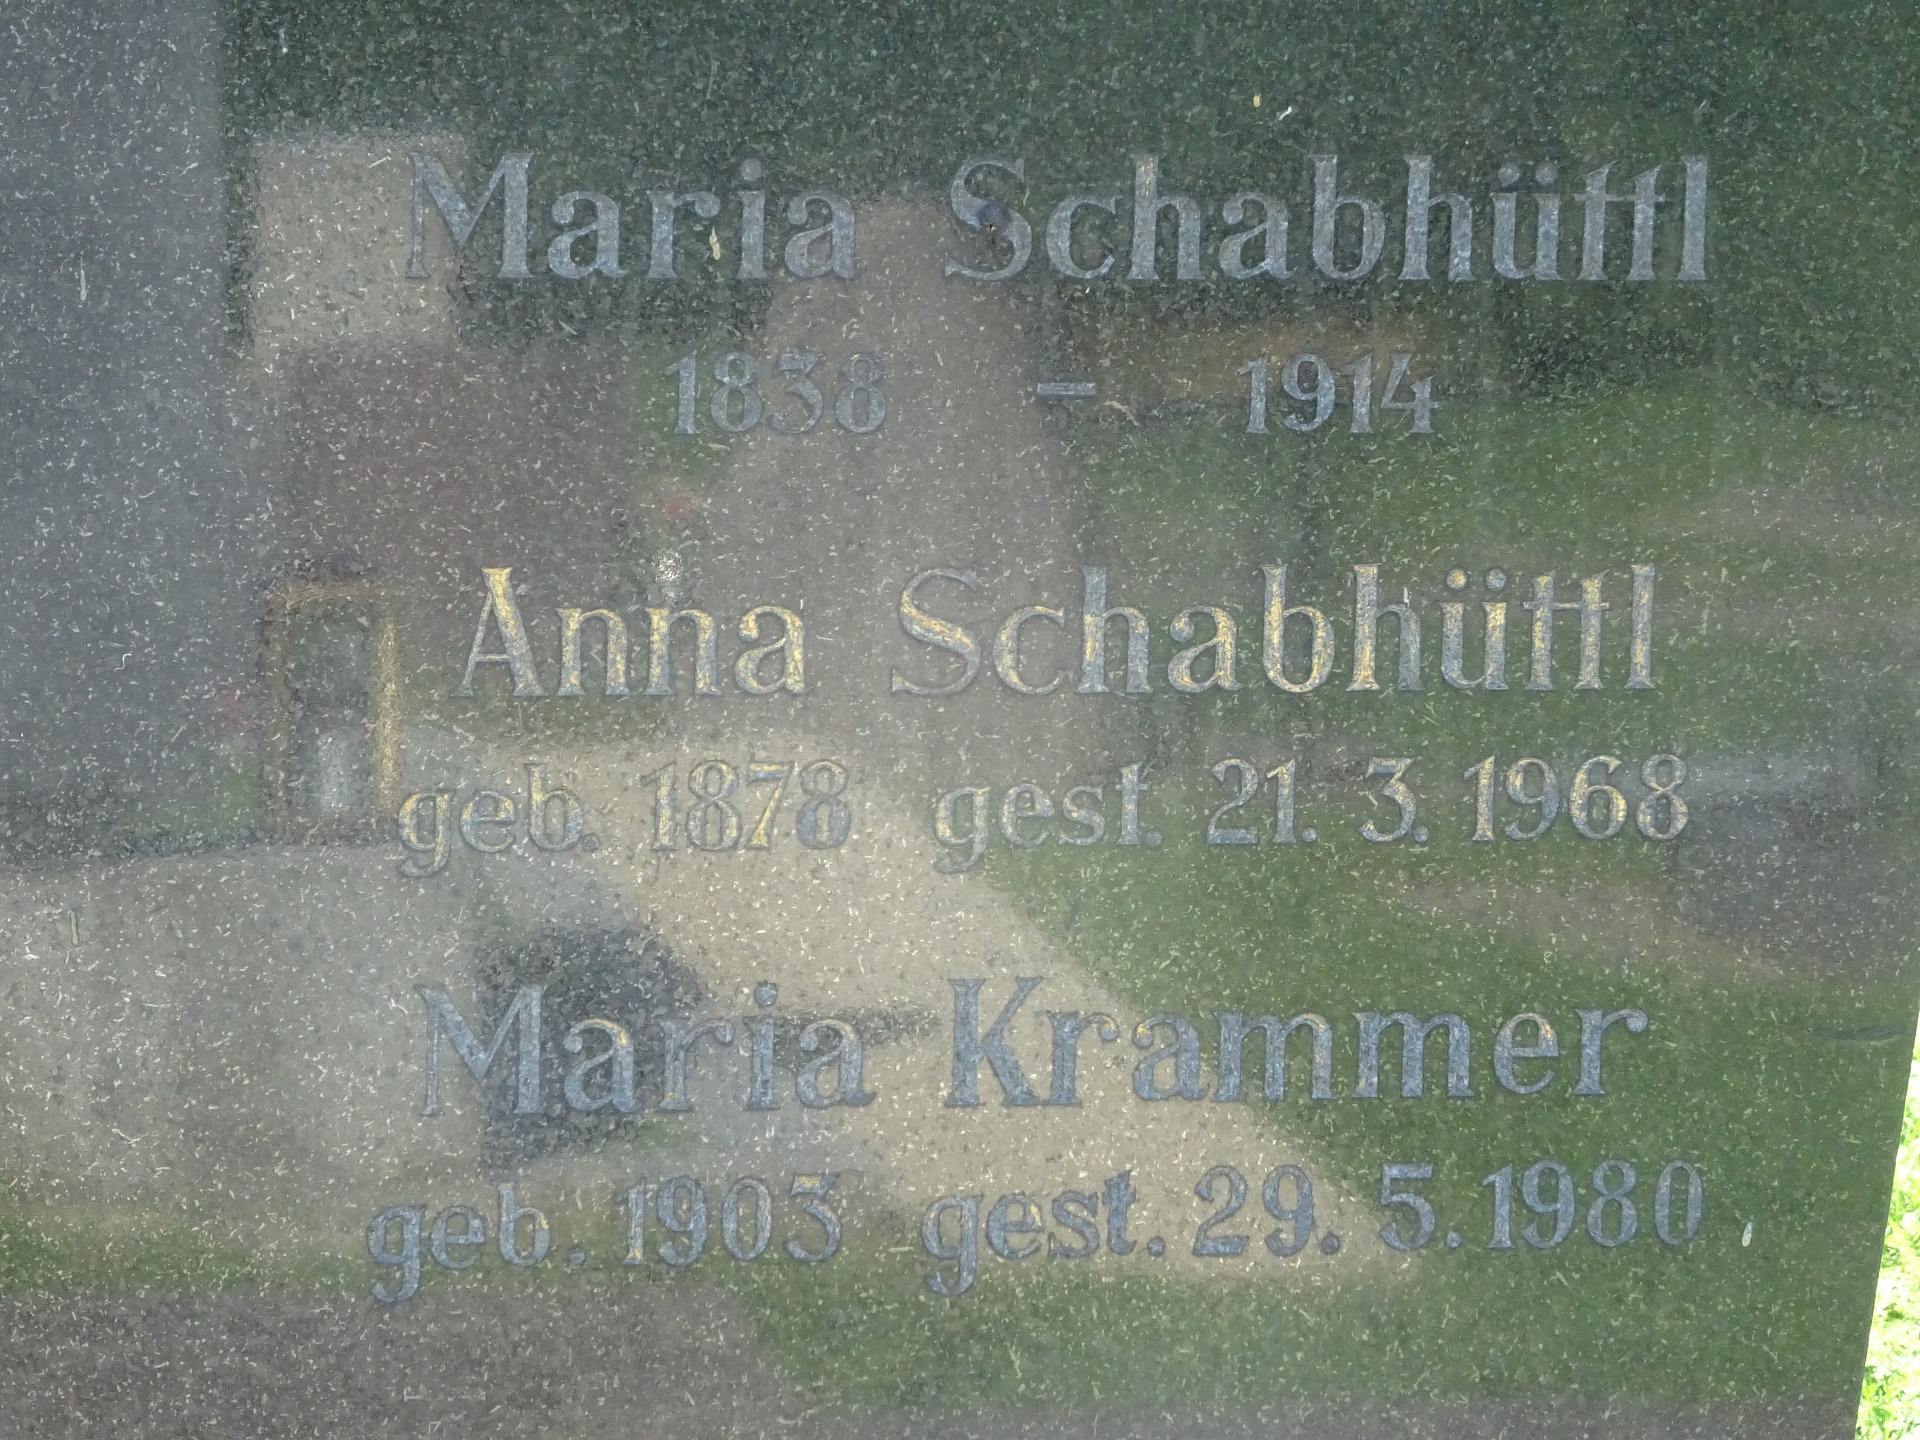 Maria Schabhüttl
1838 – 1914
Anna Schabhüttl
geb. 1878 gest. 21. 3. 1968
Maria Krammer
geb. 1903 gest. 29. 5. 1980